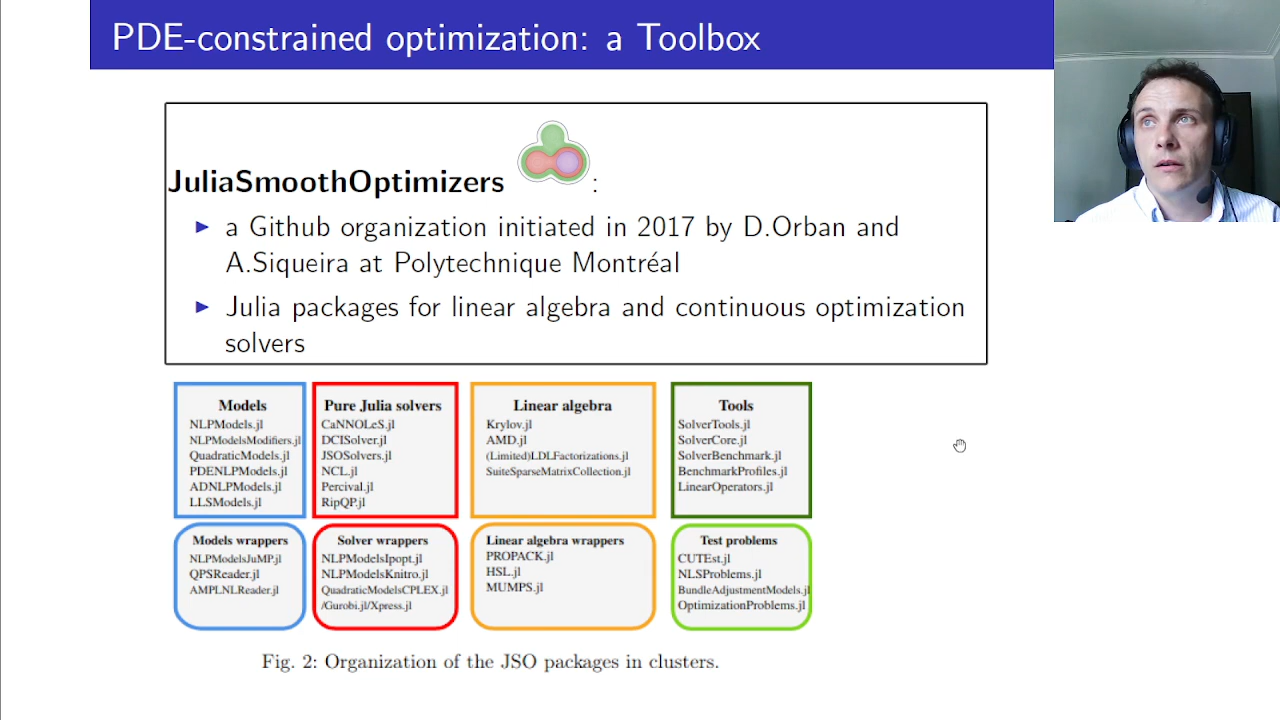 PDE-constrained optimization: a Toolbox
JuliaSmoothOptimizers :
▶ a Github organization initiated in 2017 by D.Orban and
A.Siqueira at Polytechnique Montréal
▶ Julia packages for linear algebra and continuous optimization
solvers
Models
NLPModels.jl
NLPModelsModifiers.jl
QuadraticModels.jl
PDENLPModels.jl
ADNLPModels.jl
LLSModels.jl
Pure Julia solvers
CaNNOLeS.jl
DCISolver.jl
JSOSolvers.jl
NCL.jl
Percival.jl
RipQP.jl
Linear algebra
Krylov.jl
AMD.jl
(Limited)LDLFactorizations.jl
SuiteSparseMatrixCollection.jl
Tools
SolverTools.jl
SolverCore.jl
SolverBenchmark.jl
BenchmarkProfiles.jl
LinearOperators.jl
Models wrappers
NLPModelsJuMP.jl
QPSReader.jl
AMPLNLReader.jl
Solver wrappers
NLPModelsIpopt.jl
NLPModelsKnitro.jl
QuadraticModelsCPLEX.jl
/Gurobi.jl/Xpress.jl
Linear algebra wrappers
PROPACK.jl
HSL.jl
MUMPS.jl
Test problems
CUTEst.jl
NLSProblems.jl
BundleAdjustmentModels.jl
OptimizationProblems.jl
Fig. 2: Organization of the JSO packages in clusters.